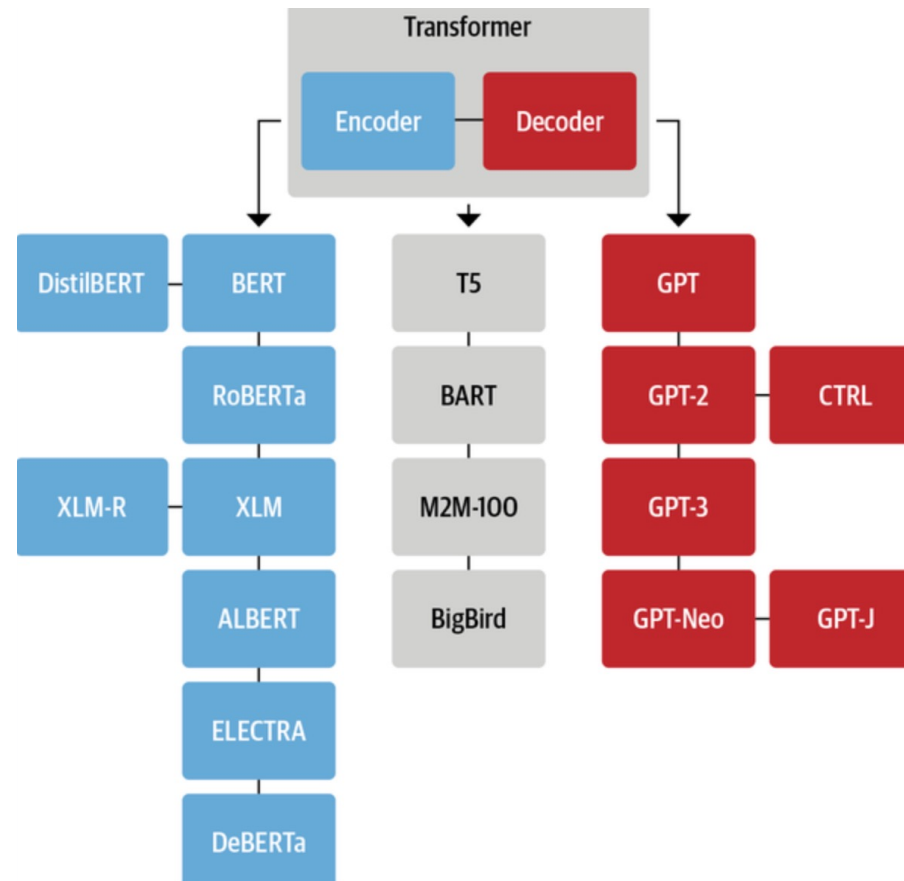 Transformer
Encoder
Decoder
DistilBERT
BERT
T5
GPT
RoBERTa
BART
GPT-2
CTRL
XLM-R
XLM
M2M-100
GPT-3
ALBERT
BigBird
GPT-Neo
GPT-J
ELECTRA
DeBERTa